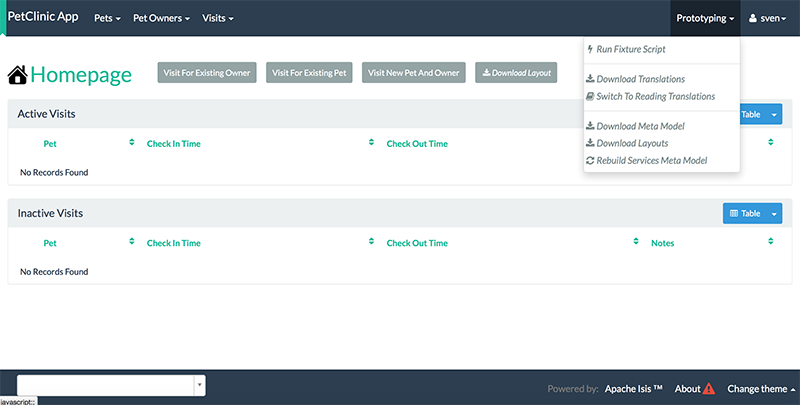 PetClinic App Pets Pet Owners Visits Prototyping sven
Run Fixture Script
Download Translations
Switch To Reading Translations
Download Meta Model
Download Layouts
Rebuild Services Meta Model
Homepage Visit For Existing Owner Visit For Existing Pet Visit New Pet And Owner Download Layout
Active Visits Table
Pet Check In Time Check Out Time
No Records Found
Inactive Visits Table
Pet Check In Time Check Out Time Notes
No Records Found
Powered by: Apache Isis ™ About Change theme
javascript:;